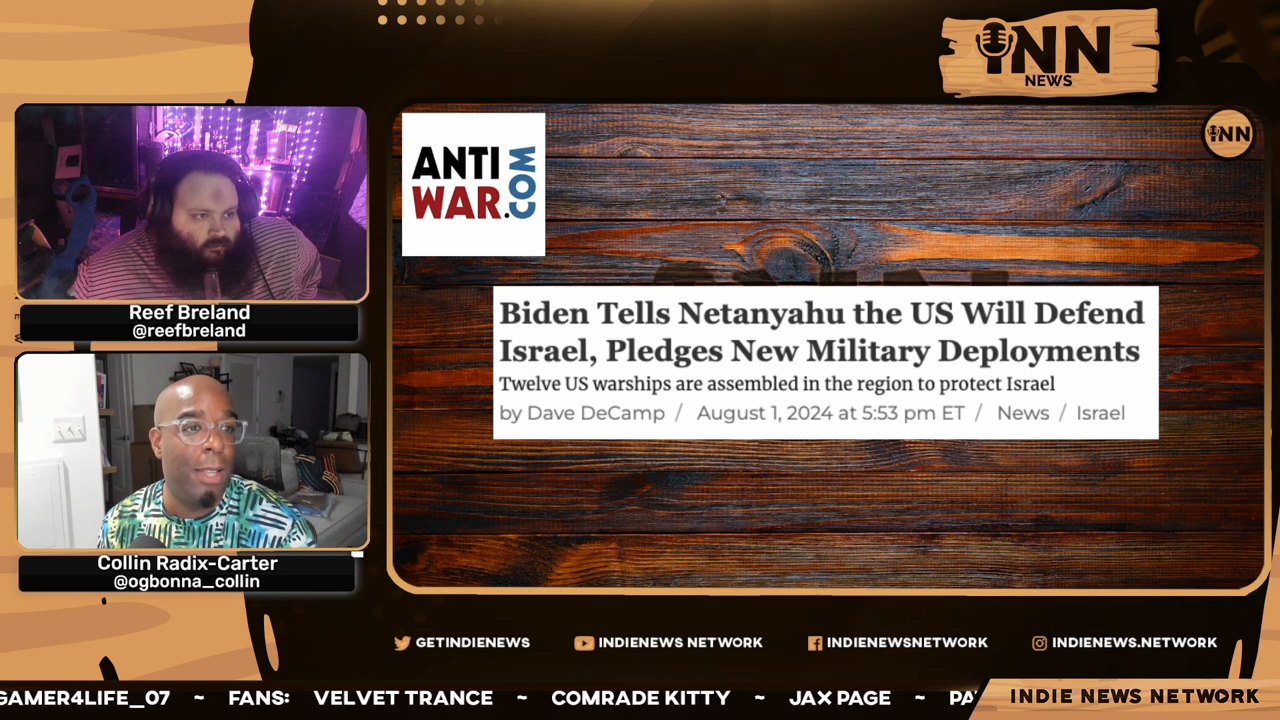 INN
NEWS
INN
ANTI
WAR.COM
Biden Tells Netanyahu the US Will Defend
Israel, Pledges New Military Deployments
Twelve US warships are assembled in the region to protect Israel
by Dave DeCamp / August 1, 2024 at 5:53 pm ET / News / Israel
Reef Breland
@reefbreland
Collin Radix-Carter
@ogbonna_collin
GETINDIENEWS
INDIENEWS NETWORK
INDIENEWSNETWORK
INDIENEWS.NETWORK
GAMER4LIFE_07 ~ FANS: VELVET TRANCE ~ COMRADE KITTY ~ JAX PAGE ~ PA
INDIE NEWS NETWORK